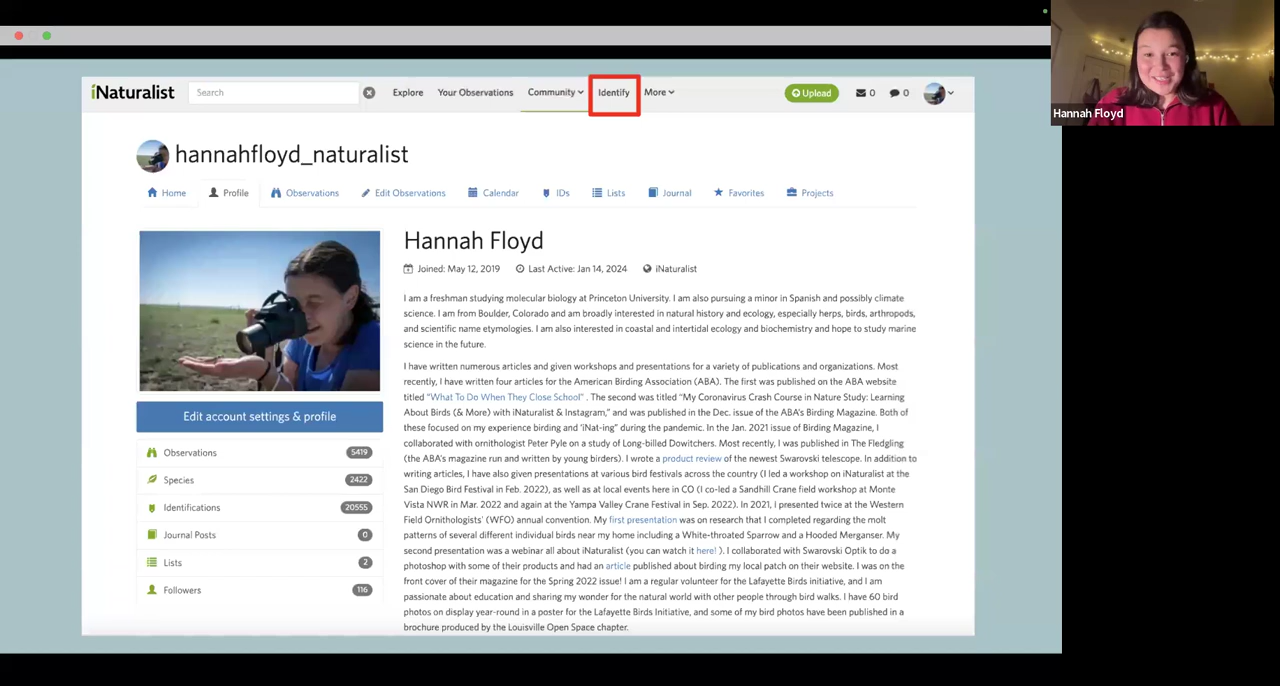 iNaturalist Search Explore Your Observations Community Identify More Upload 0 0
Hannah Floyd
hannahfloyd_naturalist
Home Profile Observations Edit Observations Calendar IDs Lists Journal Favorites Projects
Hannah Floyd
Joined: May 12, 2019 Last Active: Jan 14, 2024 iNaturalist
I am a freshman studying molecular biology at Princeton University. I am also pursuing a minor in Spanish and possibly climate
science. I am from Boulder, Colorado and am broadly interested in natural history and ecology, especially herps, birds, arthropods,
and scientific name etymologies. I am also interested in coastal and intertidal ecology and biochemistry and hope to study marine
science in the future.
I have written numerous articles and given workshops and presentations for a variety of publications and organizations. Most
recently, I have written four articles for the American Birding Association (ABA). The first was published on the ABA website
titled "What To Do When They Close School" . The second was titled "My Coronavirus Crash Course in Nature Study: Learning
About Birds (& More) with iNaturalist & Instagram," and was published in the Dec. issue of the ABA's Birding Magazine. Both of
these focused on my experience birding and 'iNat-ing" during the pandemic. In the Jan. 2021 issue of Birding Magazine, I
collaborated with ornithologist Peter Pyle on a study of Long-billed Dowitchers. Most recently, I was published in The Fledgling
(the ABA's magazine run and written by young birders). I wrote a product review of the newest Swarovski telescope. In addition to
writing articles, I have also given presentations at various bird festivals across the country (I led a workshop on iNaturalist at the
San Diego Bird Festival in Feb. 2022), as well as at local events here in CO (I co-led a Sandhill Crane field workshop at Monte
Vista NWR in Mar. 2022 and again at the Yampa Valley Crane Festival in Sep. 2022). In 2021, I presented twice at the Western
Field Ornithologists' (WFO) annual convention. My first presentation was on research that I completed regarding the molt
patterns of several different individual birds near my home including a White-throated Sparrow and a Hooded Merganser. My
second presentation was a webinar all about iNaturalist (you can watch it here! ). I collaborated with Swarovski Optik to do a
photoshop with some of their products and had an article published about birding my local patch on their website. I was on the
front cover of their magazine for the Spring 2022 issue! I am a regular volunteer for the Lafayette Birds initiative, and I am
passionate about education and sharing my wonder for the natural world with other people through bird walks. I have 60 bird
photos on display year-round in a poster for the Lafayette Birds Initiative, and some of my bird photos have been published in a
brochure produced by the Louisville Open Space chapter.
Edit account settings & profile
Observations 5419
Species 2422
Identifications 20555
Journal Posts 0
Lists 2
Followers 116